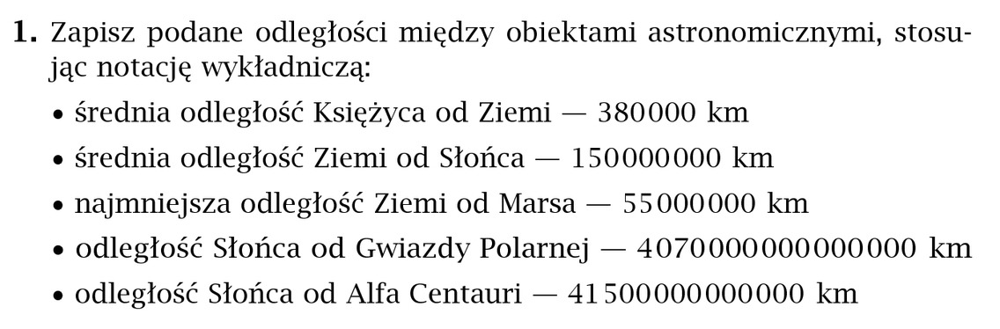 1. Zapisz podane odległości między obiektami astronomicznymi, stosu-
jąc notację wykładniczą:
• średnia odległość Księżyca od Ziemi — 380000 km
• średnia odległość Ziemi od Słońca — 150000000 km
• najmniejsza odległość Ziemi od Marsa — 55000000 km
• odległość Słońca od Gwiazdy Polarnej — 4070000000000000 km
• odległość Słońca od Alfa Centauri — 41500000000000 km